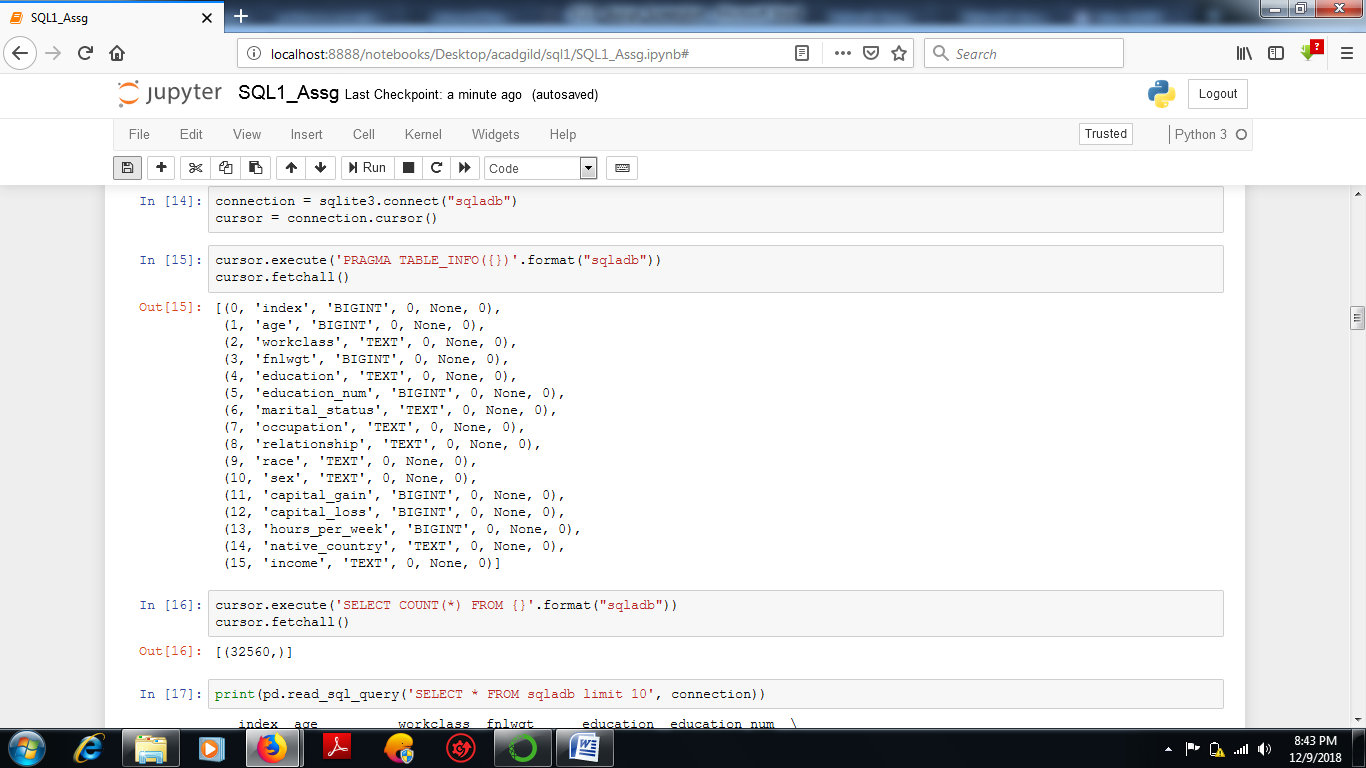 SQL1_Assg
localhost:8888/notebooks/Desktop/acadgild/sql1/SQL1_Assg.ipynb#
Search
?
jupyter SQL1_Assg Last Checkpoint: a minute ago (autosaved)
Logout
File Edit View Insert Cell Kernel Widgets Help
Trusted
Python 3
Run
Code
In [14]: connection = sqlite3.connect("sqladb")
cursor = connection.cursor()
In [15]: cursor.execute('PRAGMA TABLE_INFO({})'.format("sqladb"))
cursor.fetchall()
Out[15]: [(0, 'index', 'BIGINT', 0, None, 0),
(1, 'age', 'BIGINT', 0, None, 0),
(2, 'workclass', 'TEXT', 0, None, 0),
(3, 'fnlwgt', 'BIGINT', 0, None, 0),
(4, 'education', 'TEXT', 0, None, 0),
(5, 'education_num', 'BIGINT', 0, None, 0),
(6, 'marital_status', 'TEXT', 0, None, 0),
(7, 'occupation', 'TEXT', 0, None, 0),
(8, 'relationship', 'TEXT', 0, None, 0),
(9, 'race', 'TEXT', 0, None, 0),
(10, 'sex', 'TEXT', 0, None, 0),
(11, 'capital_gain', 'BIGINT', 0, None, 0),
(12, 'capital_loss', 'BIGINT', 0, None, 0),
(13, 'hours_per_week', 'BIGINT', 0, None, 0),
(14, 'native_country', 'TEXT', 0, None, 0),
(15, 'income', 'TEXT', 0, None, 0)]
In [16]: cursor.execute('SELECT COUNT(*) FROM {}'.format("sqladb"))
cursor.fetchall()
Out[16]: [(32560,)]
In [17]: print(pd.read_sql_query('SELECT * FROM sqladb limit 10', connection))
index age workclass fnlwgt education education_num \
8:43 PM
12/9/2018